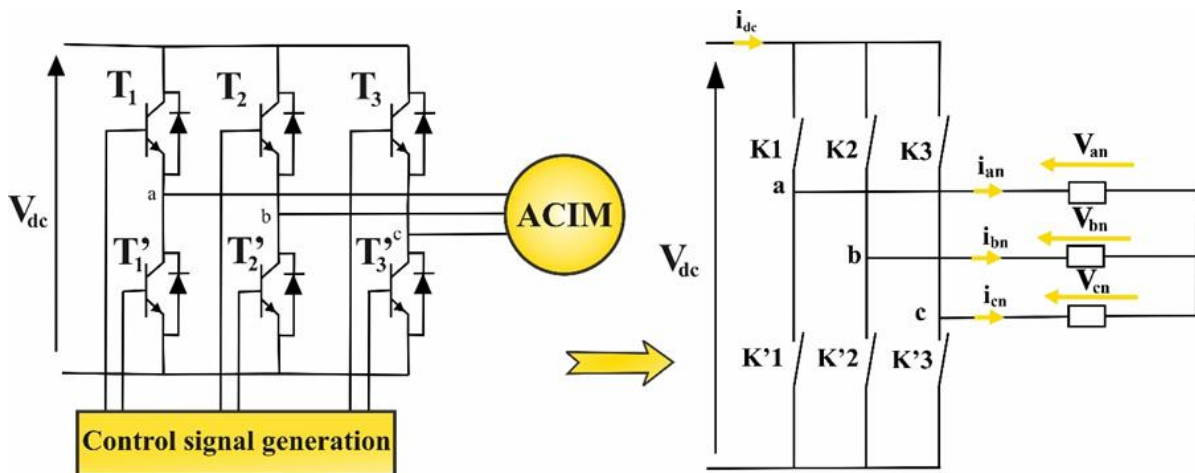 T1
T2
T3
a
b
c
Vdc
ACIM
T'1
T'2
T'3
Control signal generation
idc
K1
K2
K3
Van
ian
a
Vbn
ibn
b
Vdc
Vcn
icn
c
K'1
K'2
K'3